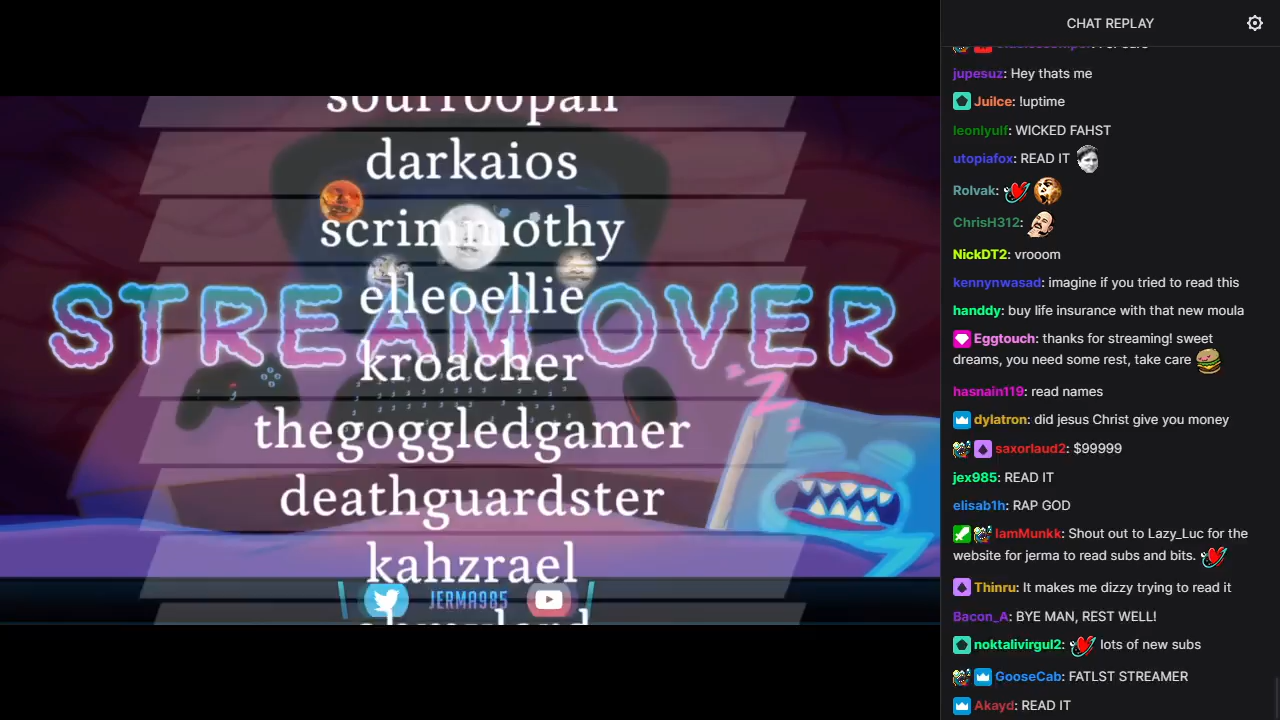 CHAT REPLAY
jupesuz: Hey thats me
Juilce: !uptime
leonlyulf: WICKED FAHST
utopiafox: READ IT
Rolvak:
ChrisH312:
NickDT2: vrooom
kennynwasad: imagine if you tried to read this
handdy: buy life insurance with that new moula
Eggtouch: thanks for streaming! sweet
dreams, you need some rest, take care
hasnain119: read names
dylatron: did jesus Christ give you money
saxorlaud2: $99999
jex985: READ IT
elisab1h: RAP GOD
IamMunkk: Shout out to Lazy_Luc for the
website for jerma to read subs and bits.
Thinru: It makes me dizzy trying to read it
Bacon_A: BYE MAN, REST WELL!
noktalivirgul2: lots of new subs
GooseCab: FATLST STREAMER
Akayd: READ IT
sourroopan
darkaios
scrimmothy
elleoellie
STREAM OVER
kroacher
thegoggledgamer
deathguardster
kahzrael
JERMA985